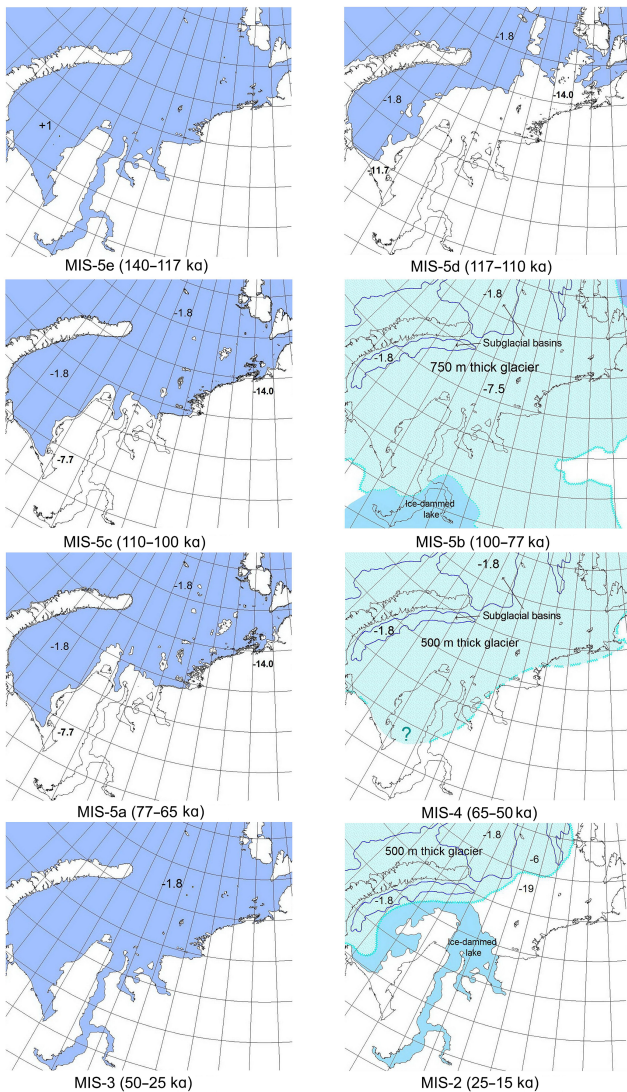 +1
MIS-5e (140–117 ka)
-1.8
-1.8
-14.0
-11.7
MIS-5d (117–110 ka)
-1.8
-1.8
-14.0
-7.7
MIS-5c (110–100 ka)
-1.8
Subglacial basins
-1.8
750 m thick glacier
-7.5
Ice-dammed
lake
MIS-5b (100–77 ka)
-1.8
-1.8
-14.0
-7.7
MIS-5a (77–65 ka)
-1.8
Subglacial basins
-1.8
500 m thick glacier
?
MIS-4 (65–50 ka)
-1.8
MIS-3 (50–25 ka)
-1.8
500 m thick glacier
-6
-19
-1.8
Ice-dammed
lake
MIS-2 (25–15 ka)